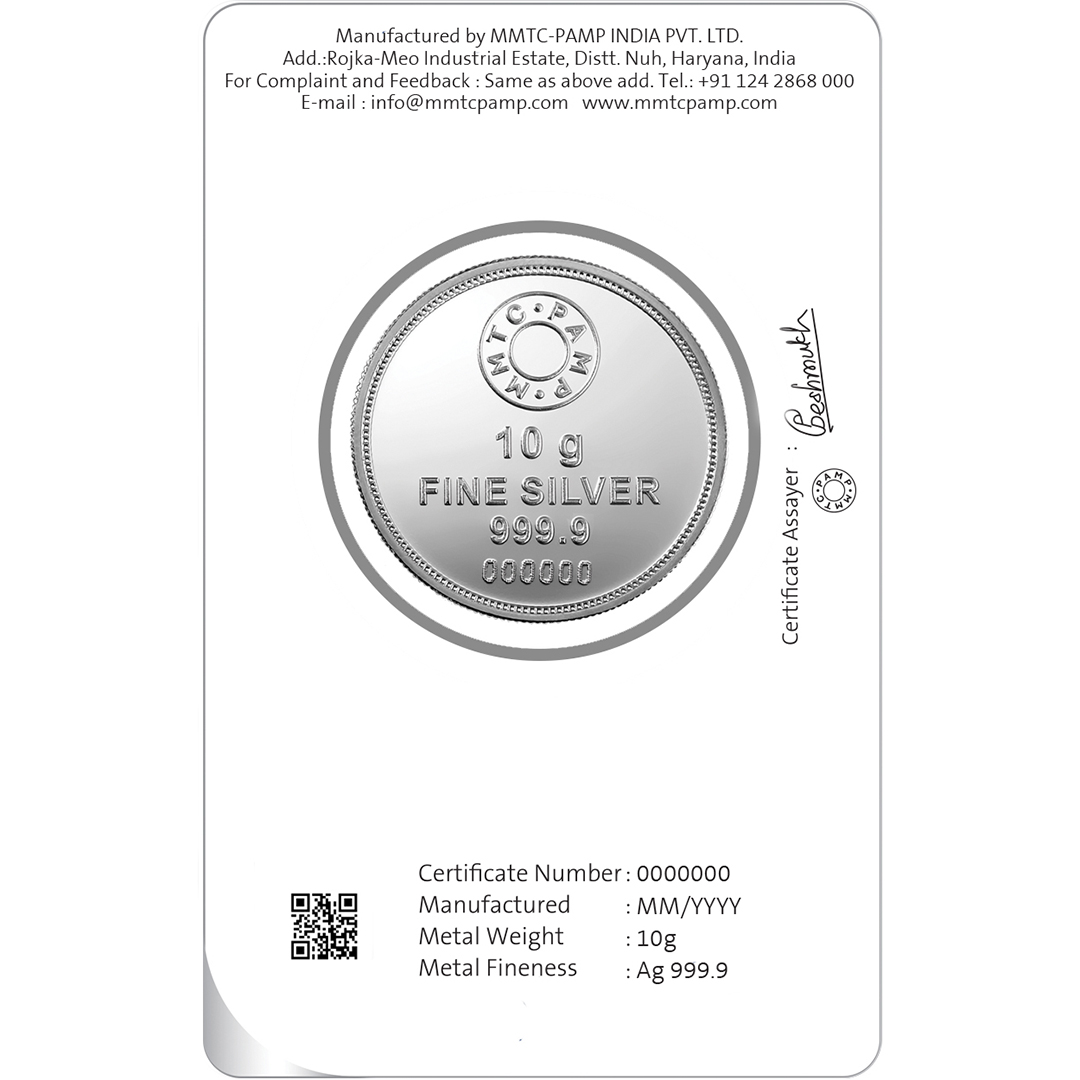 Manufactured by MMTC-PAMP INDIA PVT. LTD.
Add.:Rojka-Meo Industrial Estate, Distt. Nuh, Haryana, India
For Complaint and Feedback : Same as above add. Tel.: +91 124 2868 000
E-mail : info@mmtcpamp.com www.mmtcpamp.com
MMTC•PAMP•
10 g
FINE SILVER
999.9
000000
Certificate Assayer :
MMTC•PAMP•
Certificate Number : 0000000
Manufactured : MM/YYYY
Metal Weight : 10g
Metal Fineness : Ag 999.9